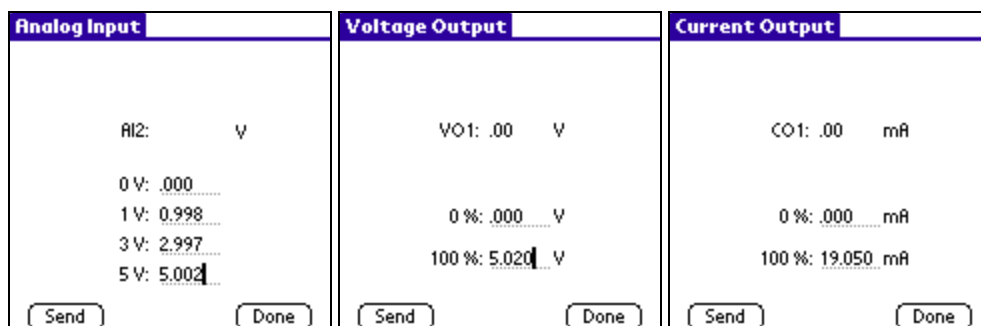 Analog Input
AI2: V
0 V: .000
1 V: 0.998
3 V: 2.997
5 V: 5.002
Send Done
Voltage Output
VO1: .00 V
0 %: .000 V
100 %: 5.020 V
Send Done
Current Output
CO1: .00 mA
0 %: .000 mA
100 %: 19.050 mA
Send Done